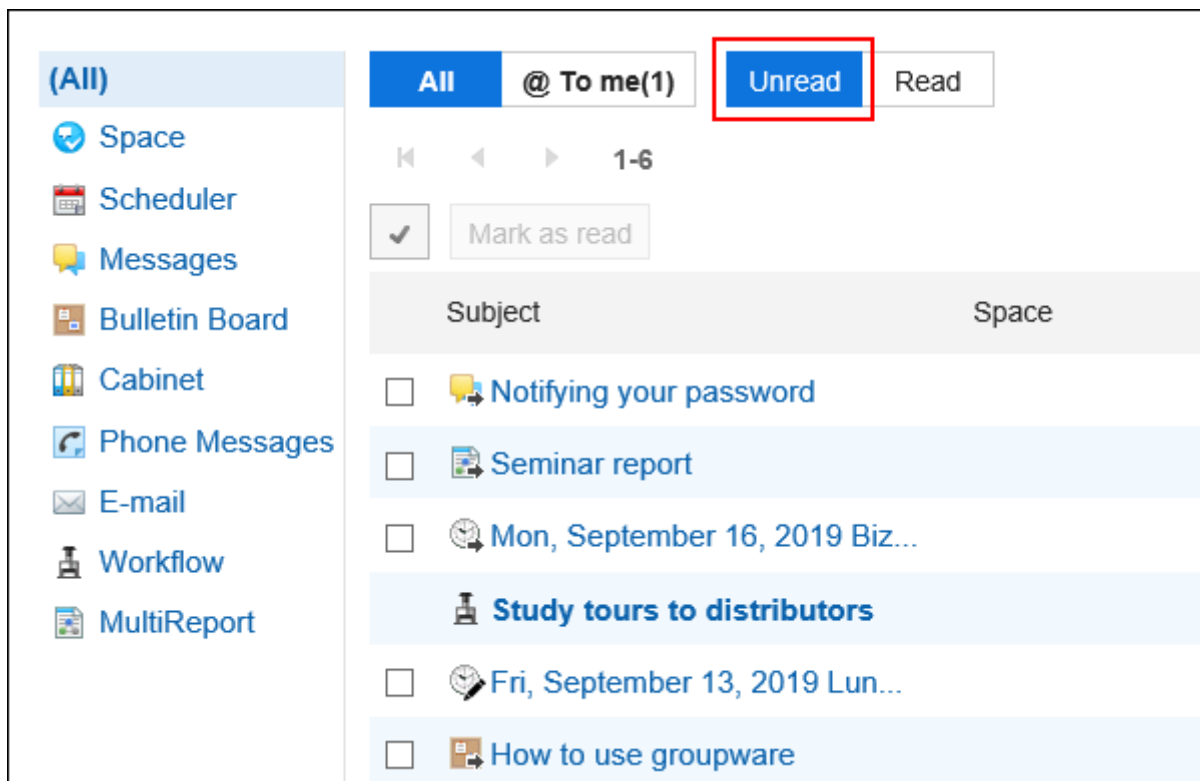 (All)
Space
Scheduler
Messages
Bulletin Board
Cabinet
Phone Messages
E-mail
Workflow
MultiReport
All @ To me(1) Unread Read
1-6
Mark as read
Subject Space
Notifying your password
Seminar report
Mon, September 16, 2019 Biz...
Study tours to distributors
Fri, September 13, 2019 Lun...
How to use groupware